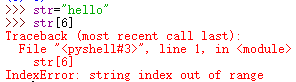 >>> str="hello"
>>> str[6]
Traceback (most recent call last):
  File "<pyshell#3>", line 1, in <module>
    str[6]
IndexError: string index out of range